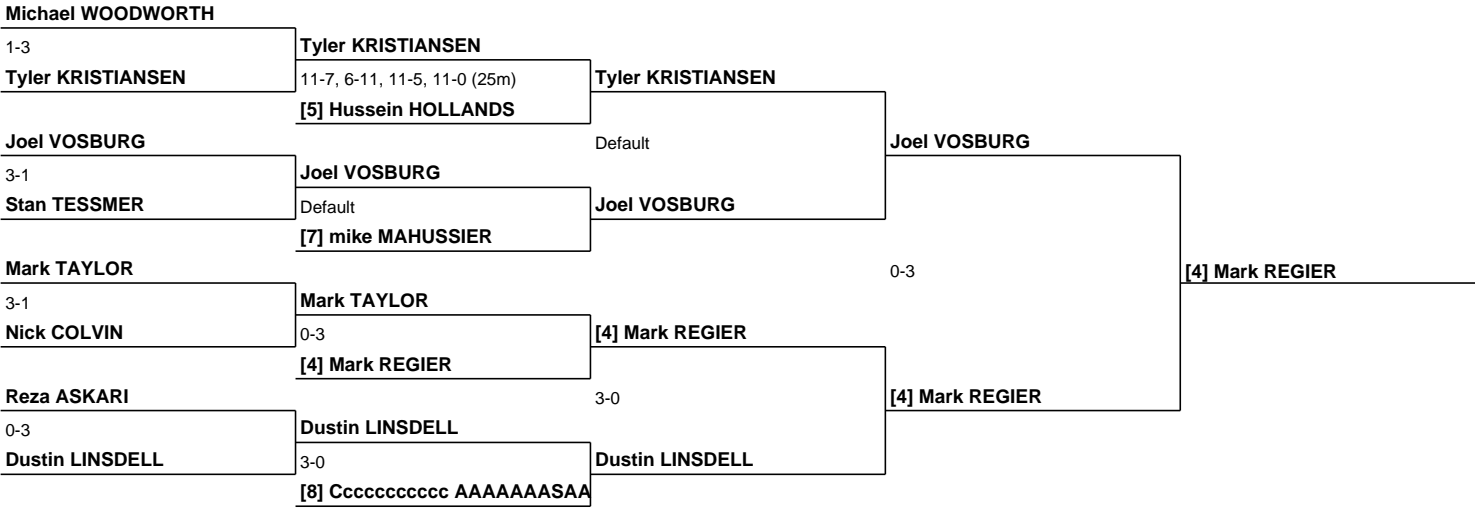 Michael WOODWORTH
1-3
Tyler KRISTIANSEN
Tyler KRISTIANSEN
11-7, 6-11, 11-5, 11-0 (25m)
Tyler KRISTIANSEN
[5] Hussein HOLLANDS
Joel VOSBURG
Default
Joel VOSBURG
3-1
Joel VOSBURG
Stan TESSMER
Default
Joel VOSBURG
[7] mike MAHUSSIER
Mark TAYLOR
0-3
[4] Mark REGIER
3-1
Mark TAYLOR
Nick COLVIN
0-3
[4] Mark REGIER
[4] Mark REGIER
Reza ASKARI
3-0
[4] Mark REGIER
0-3
Dustin LINSDELL
Dustin LINSDELL
3-0
Dustin LINSDELL
[8] Cccccccccc AAAAAAASAA